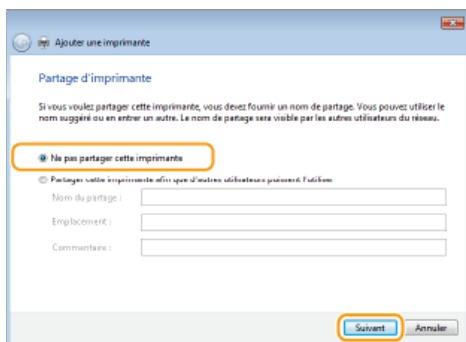 Ajouter une imprimante
Partage d'imprimante
Si vous voulez partager cette imprimante, vous devez fournir un nom de partage. Vous pouvez utiliser le
nom suggéré ou en entrer un autre. Le nom de partage sera visible par les autres utilisateurs du réseau.
Ne pas partager cette imprimante
Partager cette imprimante afin que d'autres utilisateurs puissent l'utiliser
Nom du partage :
Emplacement :
Commentaire :
Suivant Annuler